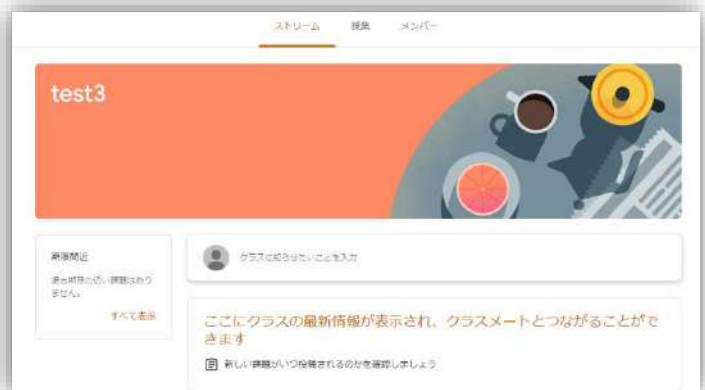 ストリーム 授業 メンバー
test3
期限間近
クラスに知らせたいことを入力
提出期限の近い課題はあり
ません。
すべて表示
ここにクラスの最新情報が表示され、クラスメートとつながることがで
きます
新しい課題がいつ投稿されるのかを確認しましょう